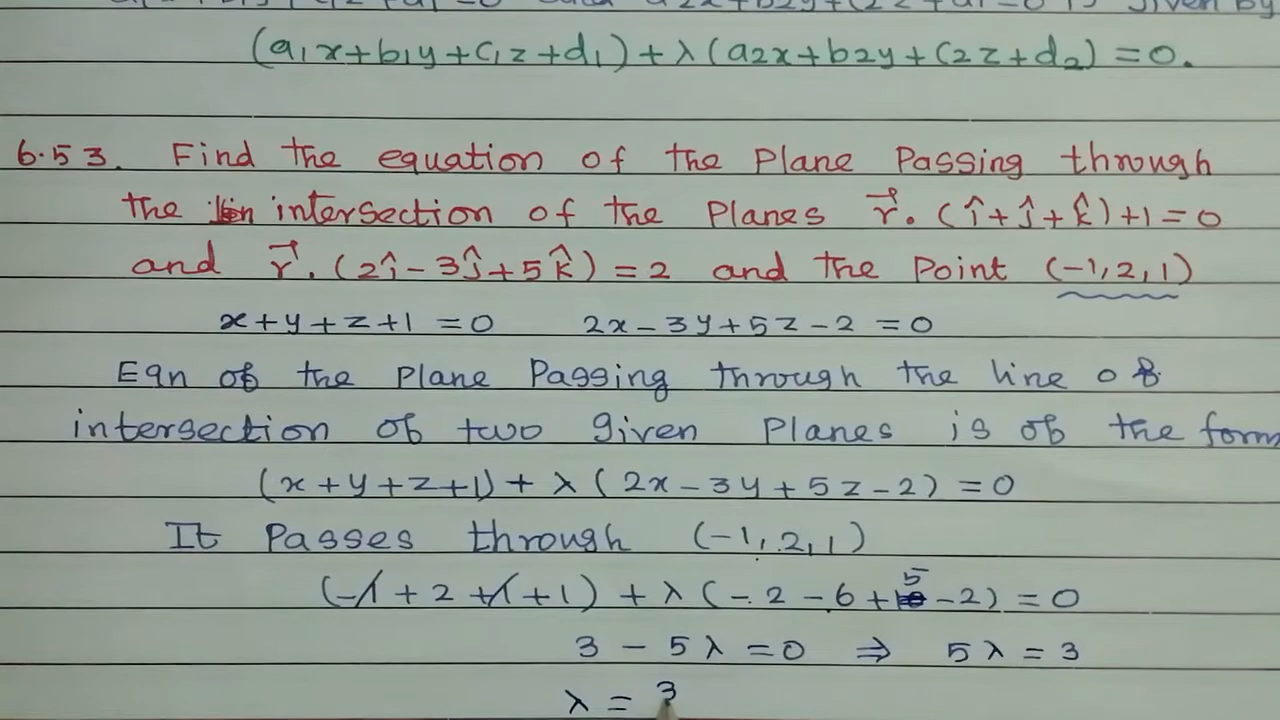 (a₁x+b₁y+c₁z+d₁)+λ(a2x+b2y+c2z+d₂)=0.
6.53. Find the equation of the Plane Passing through
the intersection of the Planes r⃗.(î+ĵ+k̂)+1=0
and r⃗.(2î-3ĵ+5k̂)=2 and the Point (-1,2,1)
x+y+z+1=0 2x-3y+5z-2=0
Eqn of the Plane Passing through the line of
intersection of two given Planes is of the form
(x+y+z+1)+λ(2x-3y+5z-2)=0
It Passes through (-1,2,1)
(-1+2+1+1)+λ(-2-6+5-2)=0
3-5λ=0 ⇒ 5λ=3
λ=3